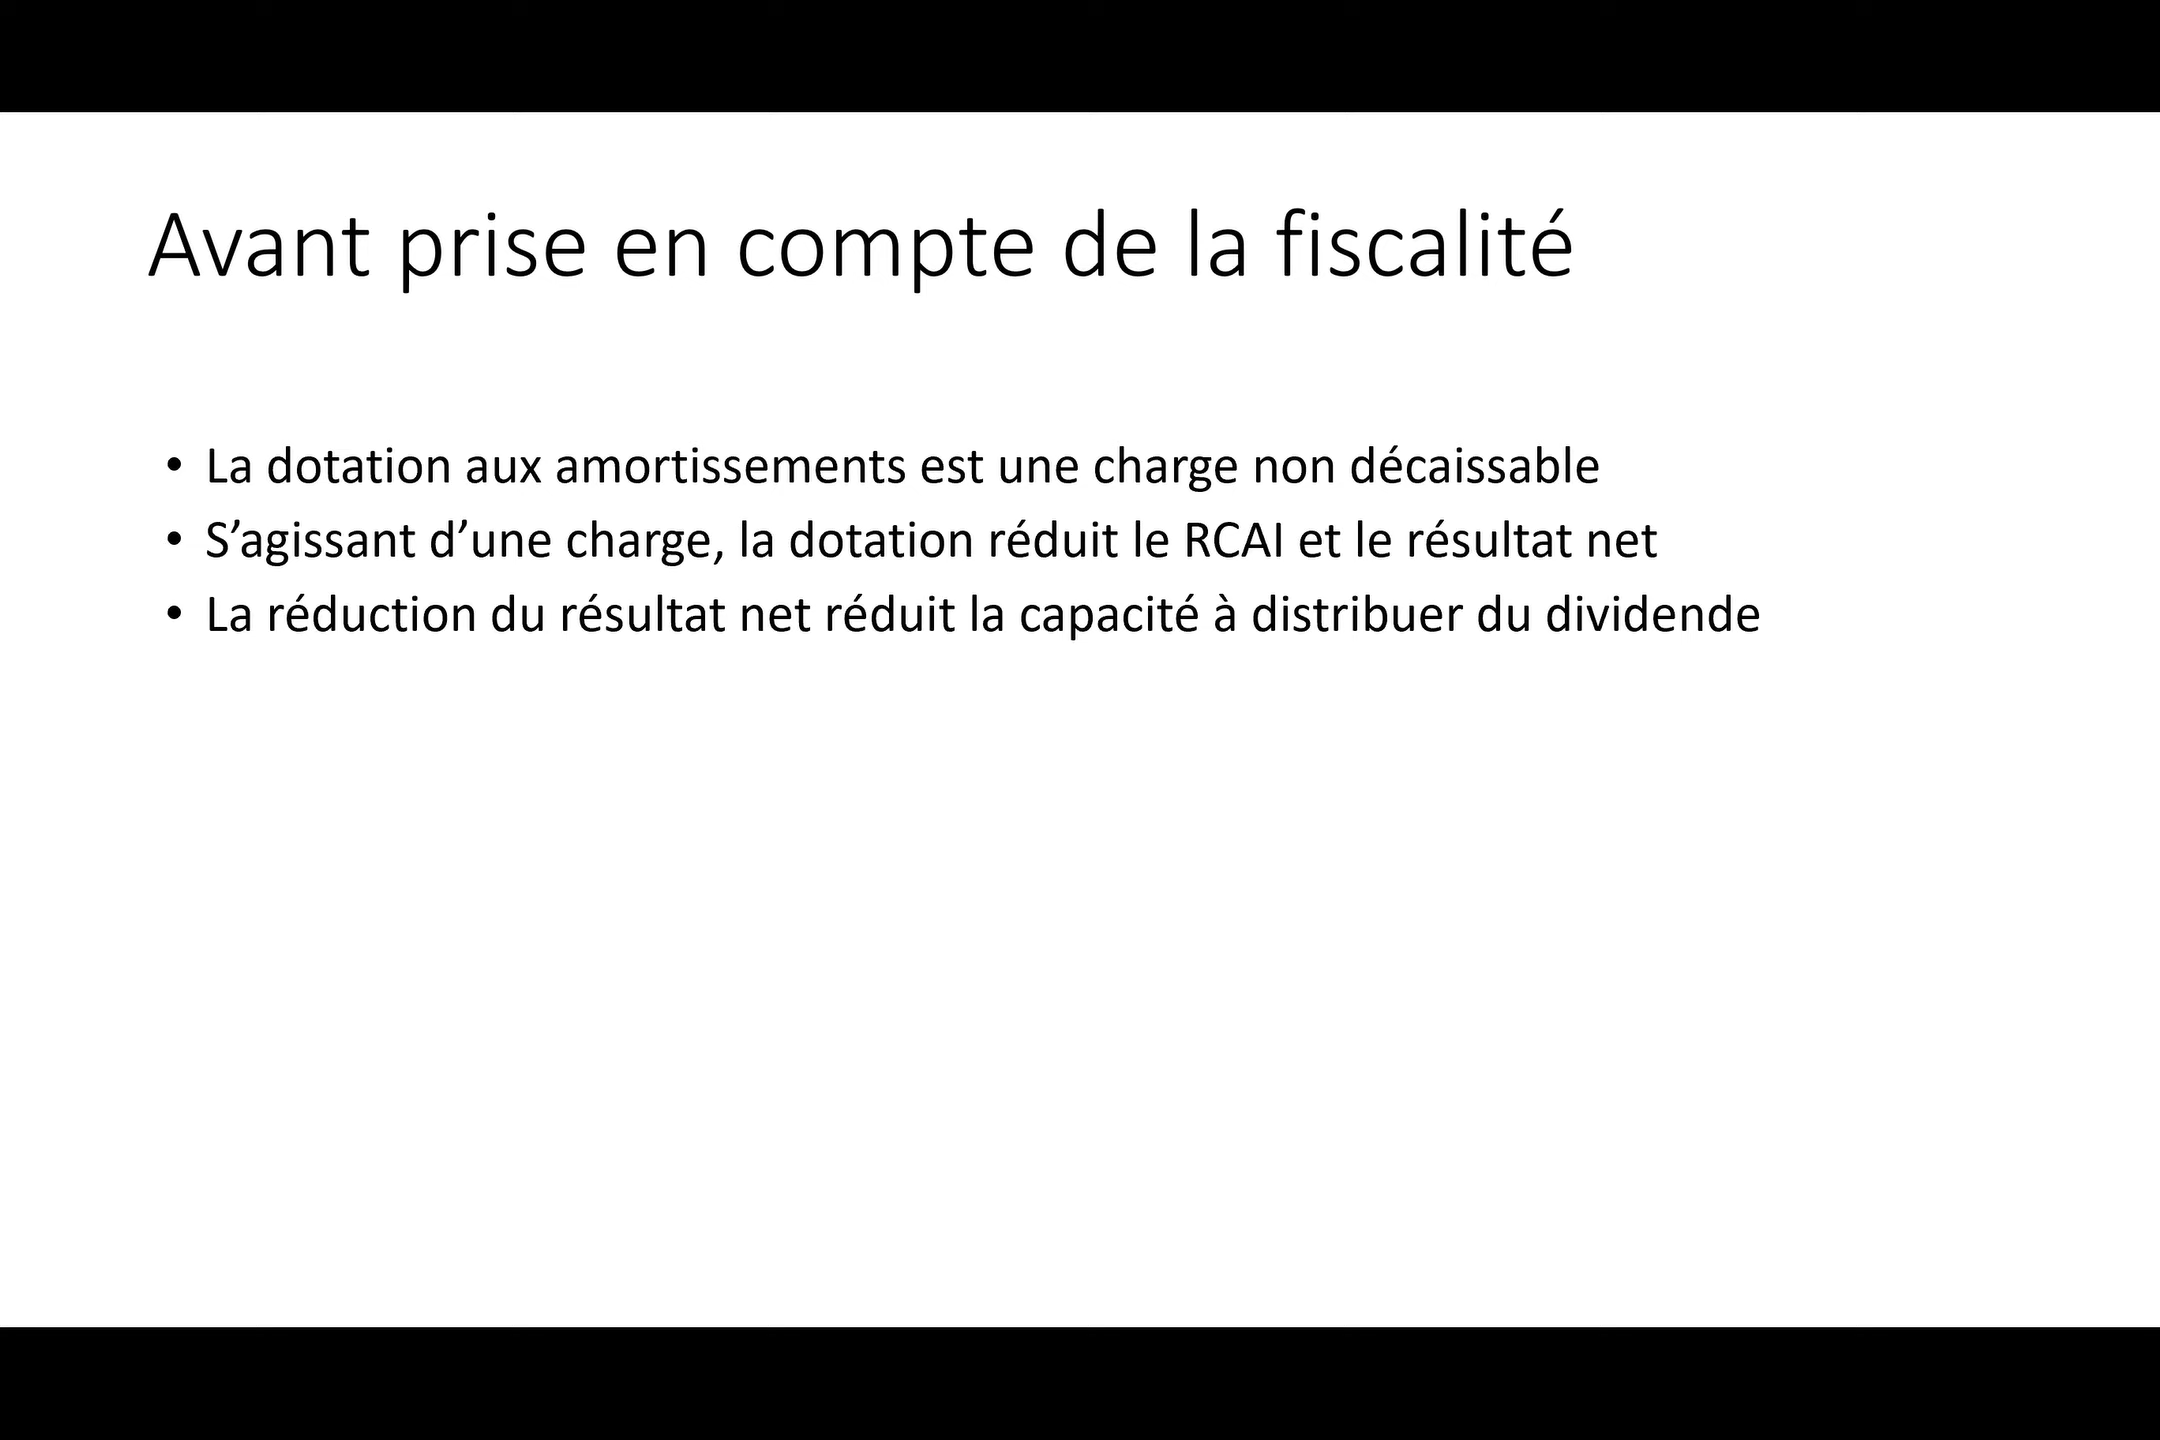 Avant prise en compte de la fiscalité
• La dotation aux amortissements est une charge non décaissable
• S’agissant d’une charge, la dotation réduit le RCAI et le résultat net
• La réduction du résultat net réduit la capacité à distribuer du dividende